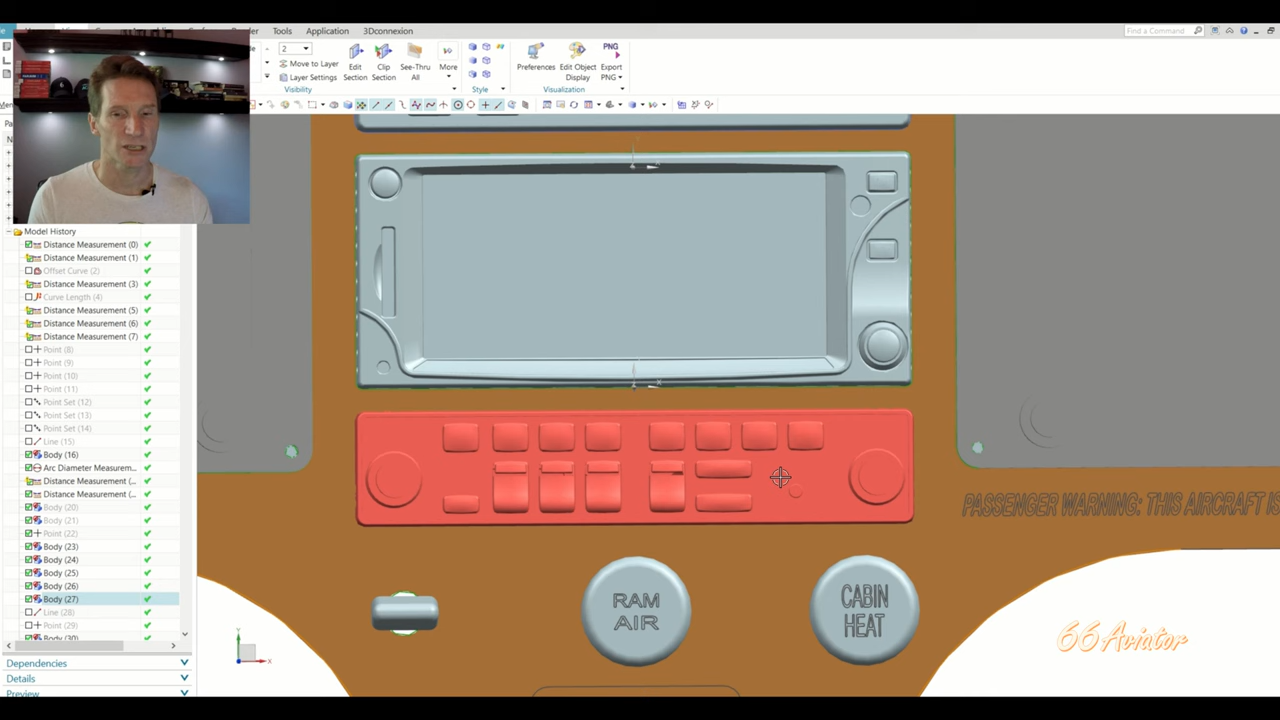 Tools Application 3Dconnexion
Find a Command
2
Move to Layer
Layer Settings
Edit Section
Clip Section
See-Thru All
More
Preferences
Edit Object Display
Export PNG
PNG
Visibility
Style
Visualization
Model History
Distance Measurement (0)
Distance Measurement (1)
Offset Curve (2)
Distance Measurement (3)
Curve Length (4)
Distance Measurement (5)
Distance Measurement (6)
Distance Measurement (7)
Point (8)
Point (9)
Point (10)
Point (11)
Point Set (12)
Point Set (13)
Point Set (14)
Line (15)
Body (16)
Arc Diameter Measurem...
Distance Measurement (...
Distance Measurement (...
Body (20)
Body (21)
Point (22)
Body (23)
Body (24)
Body (25)
Body (26)
Body (27)
Line (28)
Point (29)
Body (30)
Dependencies
Details
Preview
PASSENGER WARNING: THIS AIRCRAFT IS
RAM
AIR
CABIN
HEAT
Y
X
66 Aviator